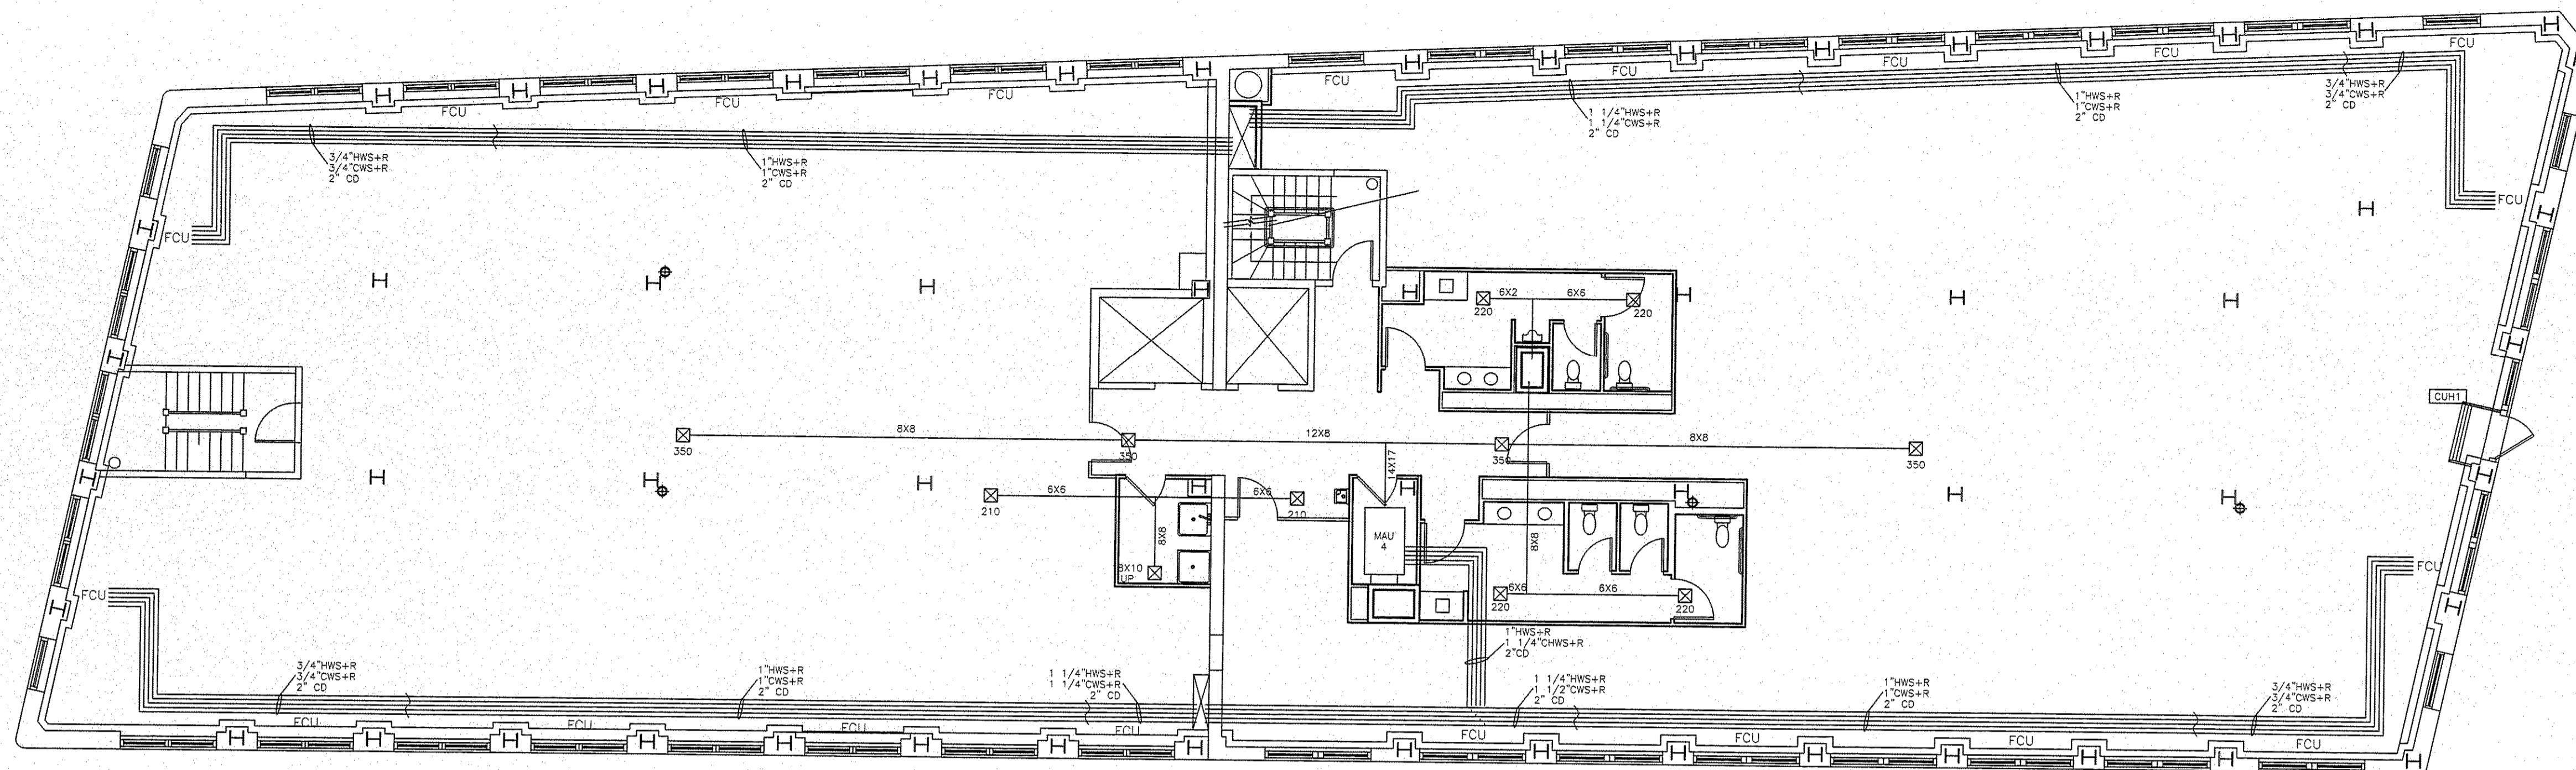 FCU
FCU
FCU
FCU
FCU
FCU
FCU
FCU
3/4"HWS+R
3/4"CWS+R
2" CD
1"HWS+R
1"CWS+R
2" CD
1 1/4"HWS+R
1 1/4"CWS+R
2" CD
1"HWS+R
1"CWS+R
2" CD
3/4"HWS+R
3/4"CWS+R
2" CD
FCU
FCU
6X2
6X6
220
220
CUH1
350
8X8
350
12X8
350
8X8
350
14X17
210
6X6
6X6
210
8X8
8X10
UP
MAU
4
8X8
6X6
6X6
220
220
FCU
FCU
1"HWS+R
1 1/4"CHWS+R
2"CD
3/4"HWS+R
3/4"CWS+R
2" CD
1"HWS+R
1"CWS+R
2" CD
1 1/4"HWS+R
1 1/4"CWS+R
2" CD
1 1/4"HWS+R
1 1/2"CWS+R
2" CD
1"HWS+R
1"CWS+R
2" CD
3/4"HWS+R
3/4"CWS+R
2" CD
FCU
FCU
FCU
FCU
FCU
FCU
FCU
FCU